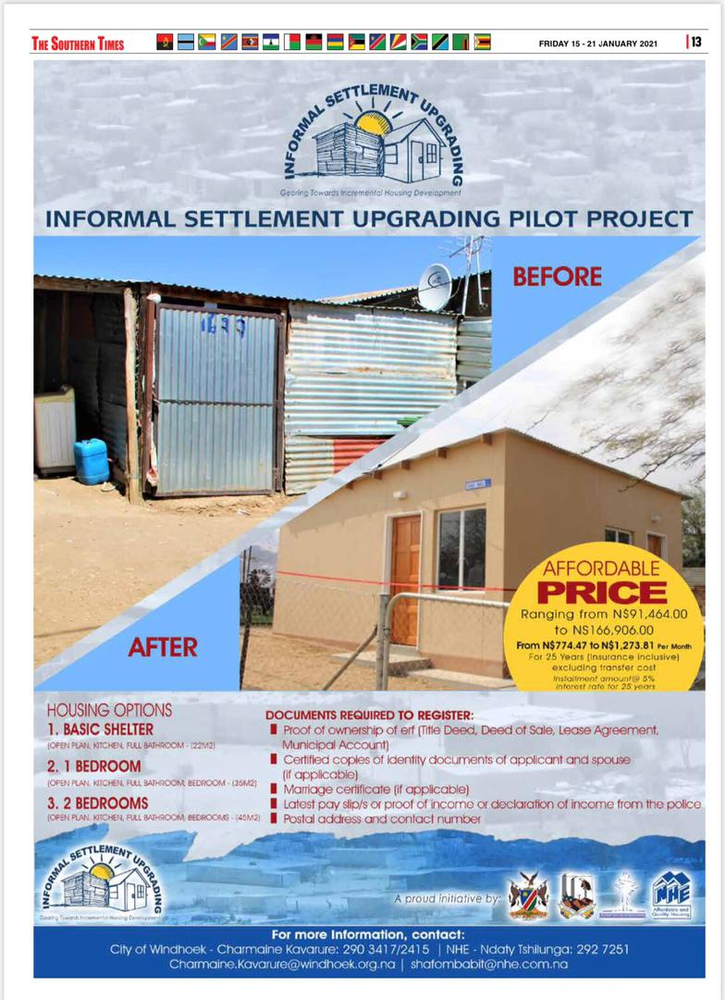 THE SOUTHERN TIMES
FRIDAY 15 - 21 JANUARY 2021
13
INFORMAL SETTLEMENT UPGRADING
Gearing Towards Incremental Housing Development
INFORMAL SETTLEMENT UPGRADING PILOT PROJECT
BEFORE
AFTER
AFFORDABLE
PRICE
Ranging from N$91,464.00
to N$166,906.00
From N$774.47 to N$1,273.81 Per Month
For 25 Years (Insurance inclusive)
excluding transfer cost
Installment amount@ 5%
interest rate for 25 years
HOUSING OPTIONS
1. BASIC SHELTER
(OPEN PLAN, KITCHEN, FULL BATHROOM - (22M2)
2. 1 BEDROOM
(OPEN PLAN, KITCHEN, FULL BATHROOM, BEDROOM - (35M2)
3. 2 BEDROOMS
(OPEN PLAN, KITCHEN, FULL BATHROOM, BEDROOMS - (45M2)
DOCUMENTS REQUIRED TO REGISTER:
Proof of ownership of erf (Title Deed, Deed of Sale, Lease Agreement,
Municipal Account)
Certified copies of identity documents of applicant and spouse
(if applicable)
Marriage certificate (if applicable)
Latest pay slip/s or proof of income or declaration of income from the police
Postal address and contact number
INFORMAL SETTLEMENT UPGRADING
Gearing Towards Incremental Housing Development
A proud initiative by:
NHE
Affordable and
Quality Housing
For more Information, contact:
City of Windhoek - Charmaine Kavarure: 290 3417/2415 | NHE - Ndaty Tshilunga: 292 7251
Charmaine.Kavarure@windhoek.org.na | shafombabit@nhe.com.na